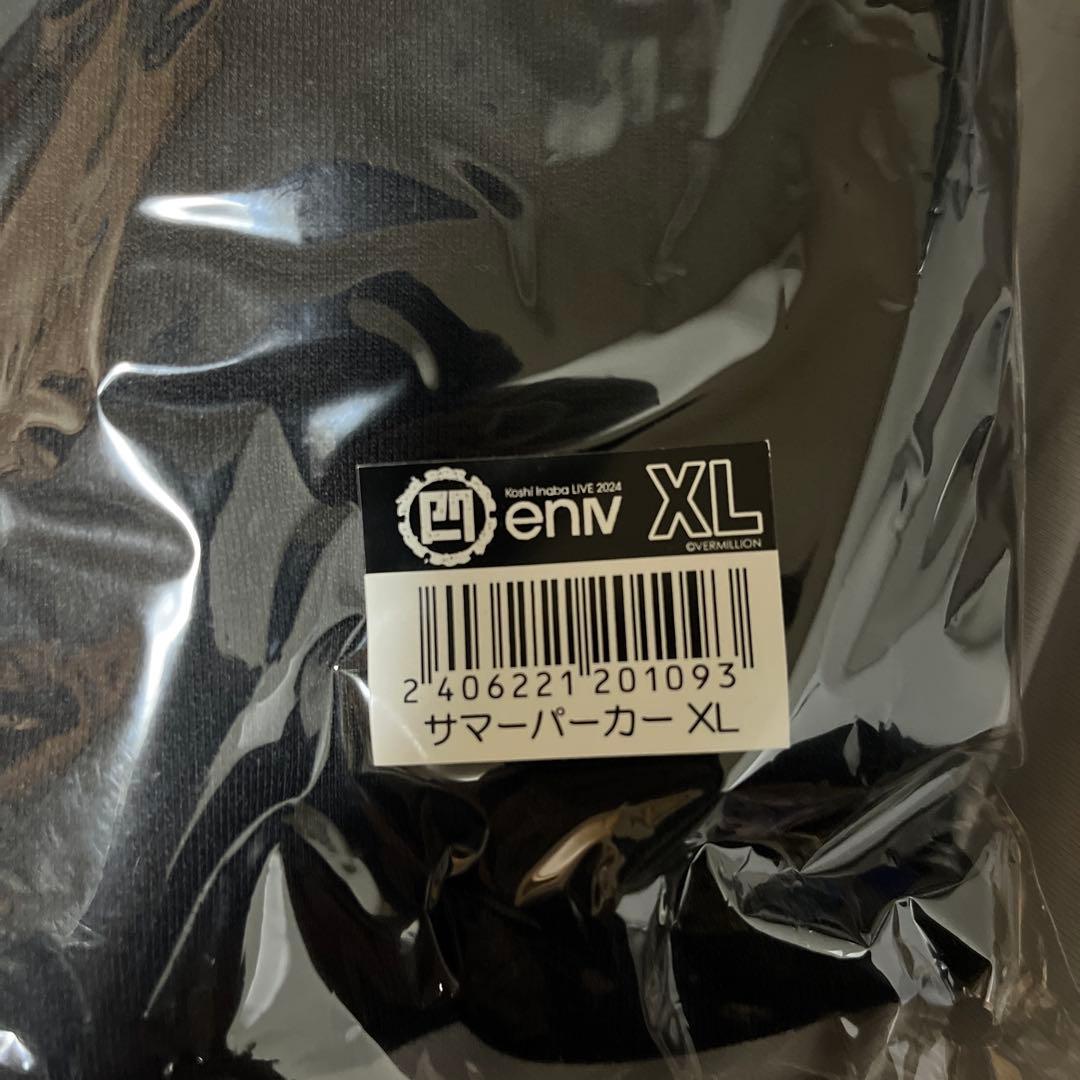 Koshi Inaba LIVE 2024
enⅣ XL
©VERMILLION
2 406221 201093
サマーパーカー XL